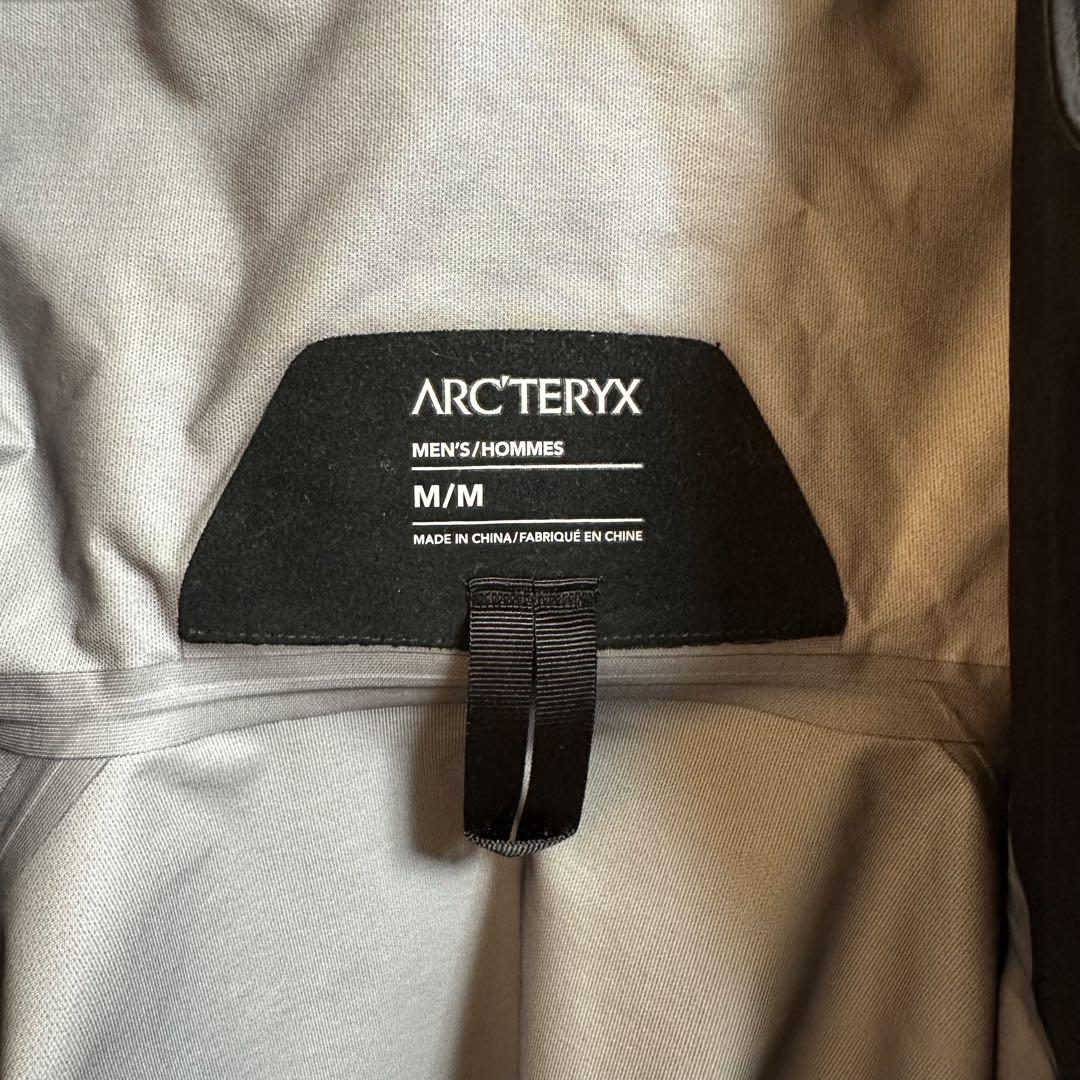 ARC'TERYX
MEN'S/HOMMES
M/M
MADE IN CHINA/FABRIQUÉ EN CHINE